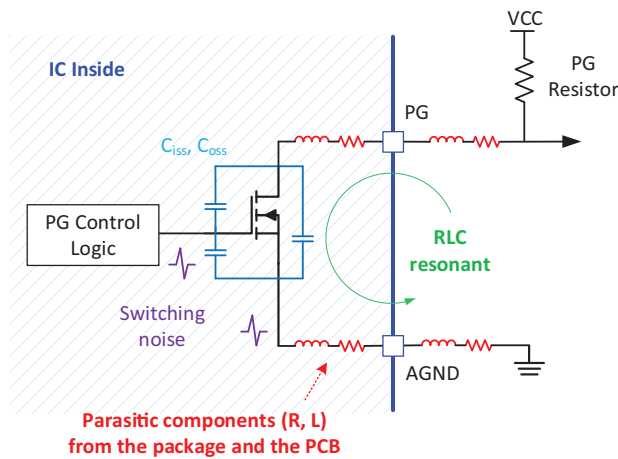 VCC
IC Inside
PG
Resistor
PG
Ciss, Coss
PG Control
Logic
RLC
resonant
Switching
noise
AGND
Parasitic components (R, L)
from the package and the PCB